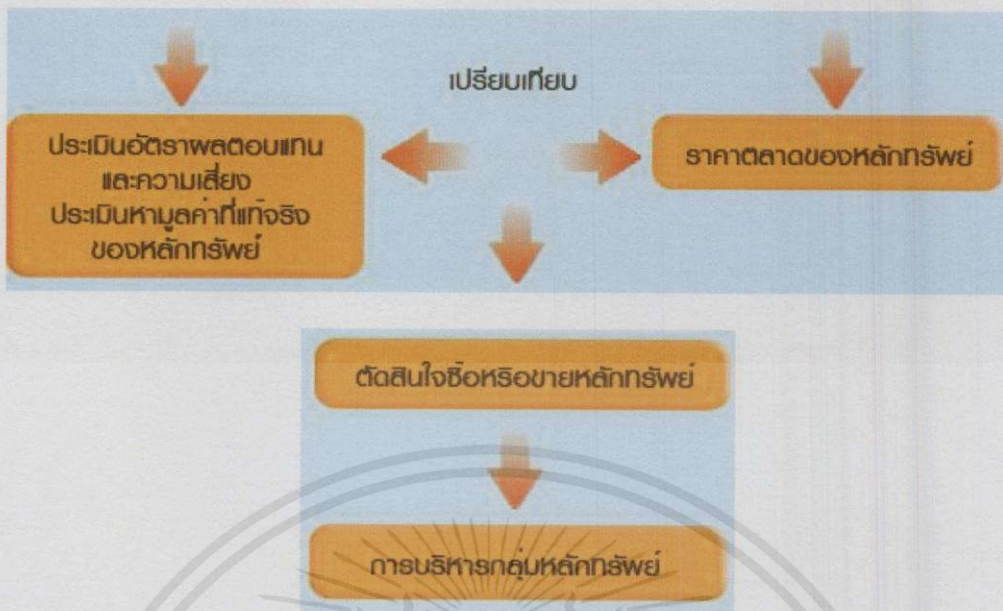 เปรียบเทียบ
ประเมินอัตราผลตอบแทน
และความเสี่ยง
ประเมินหามูลค่าที่แท้จริง
ของหลักทรัพย์
ราคาตลาดของหลักทรัพย์
ตัดสินใจซื้อหรือขายหลักทรัพย์
การบริหารกลุ่มหลักทรัพย์